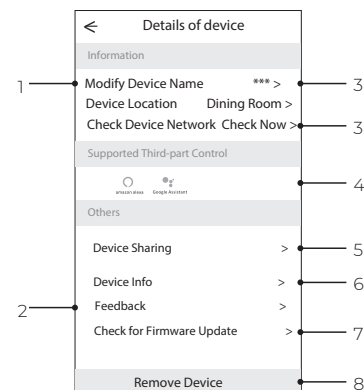 Details of device
Information
1 Modify Device Name *** > 3
Device Location Dining Room >
Check Device Network Check Now > 3
Supported Third-part Control
4
amazon alexa Google Assistant
Others
Device Sharing > 5
Device Info > 6
2 Feedback >
Check for Firmware Update > 7
Remove Device 8